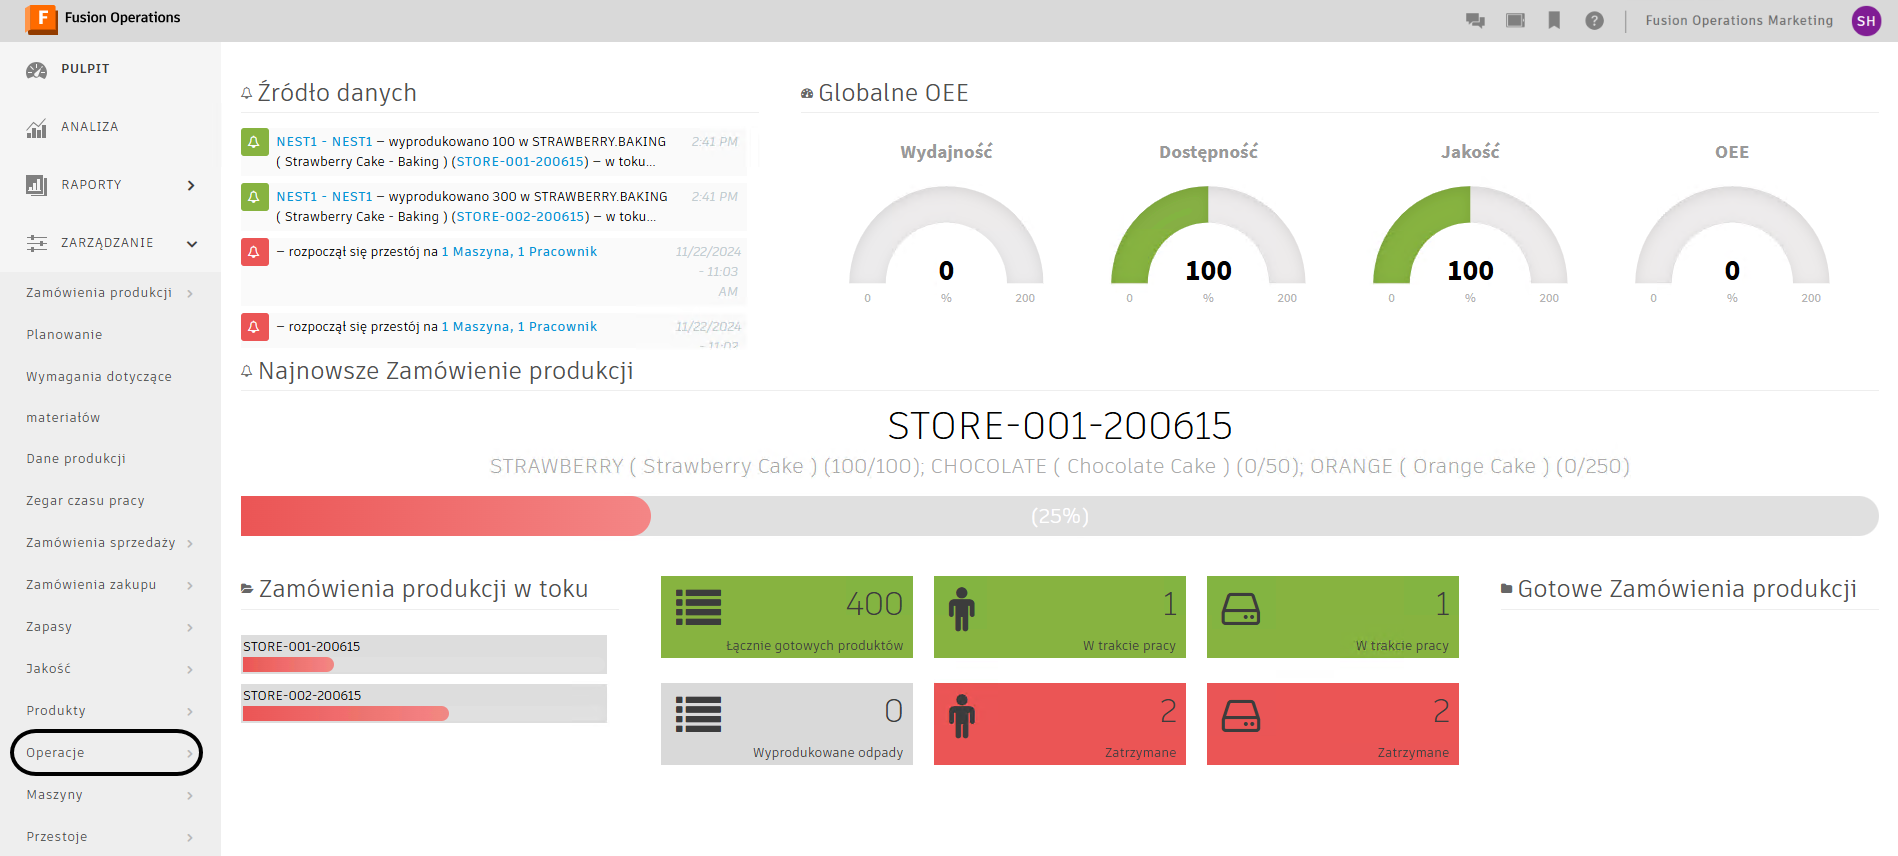 F Fusion Operations
Fusion Operations Marketing
SH
PULPIT
ANALIZA
RAPORTY
ZARZĄDZANIE
Zamówienia produkcji
Planowanie
Wymagania dotyczące
materiałów
Dane produkcji
Zegar czasu pracy
Zamówienia sprzedaży
Zamówienia zakupu
Zapasy
Jakość
Produkty
Operacje
Maszyny
Przestoje
Źródło danych
NEST1 - NEST1 – wyprodukowano 100 w STRAWBERRY.BAKING
( Strawberry Cake - Baking ) (STORE-001-200615) – w toku...
2:41 PM
NEST1 - NEST1 – wyprodukowano 300 w STRAWBERRY.BAKING
( Strawberry Cake - Baking ) (STORE-002-200615) – w toku...
2:41 PM
– rozpoczął się przestój na 1 Maszyna, 1 Pracownik
11/22/2024
- 11:03
AM
– rozpoczął się przestój na 1 Maszyna, 1 Pracownik
11/22/2024
- 11:02
Globalne OEE
Wydajność
0
0 % 200
Dostępność
100
0 % 200
Jakość
100
0 % 200
OEE
0
0 % 200
Najnowsze Zamówienie produkcji
STORE-001-200615
STRAWBERRY ( Strawberry Cake ) (100/100); CHOCOLATE ( Chocolate Cake ) (0/50); ORANGE ( Orange Cake ) (0/250)
(25%)
Zamówienia produkcji w toku
STORE-001-200615
STORE-002-200615
400
Łącznie gotowych produktów
1
W trakcie pracy
1
W trakcie pracy
0
Wyprodukowane odpady
2
Zatrzymane
2
Zatrzymane
Gotowe Zamówienia produkcji